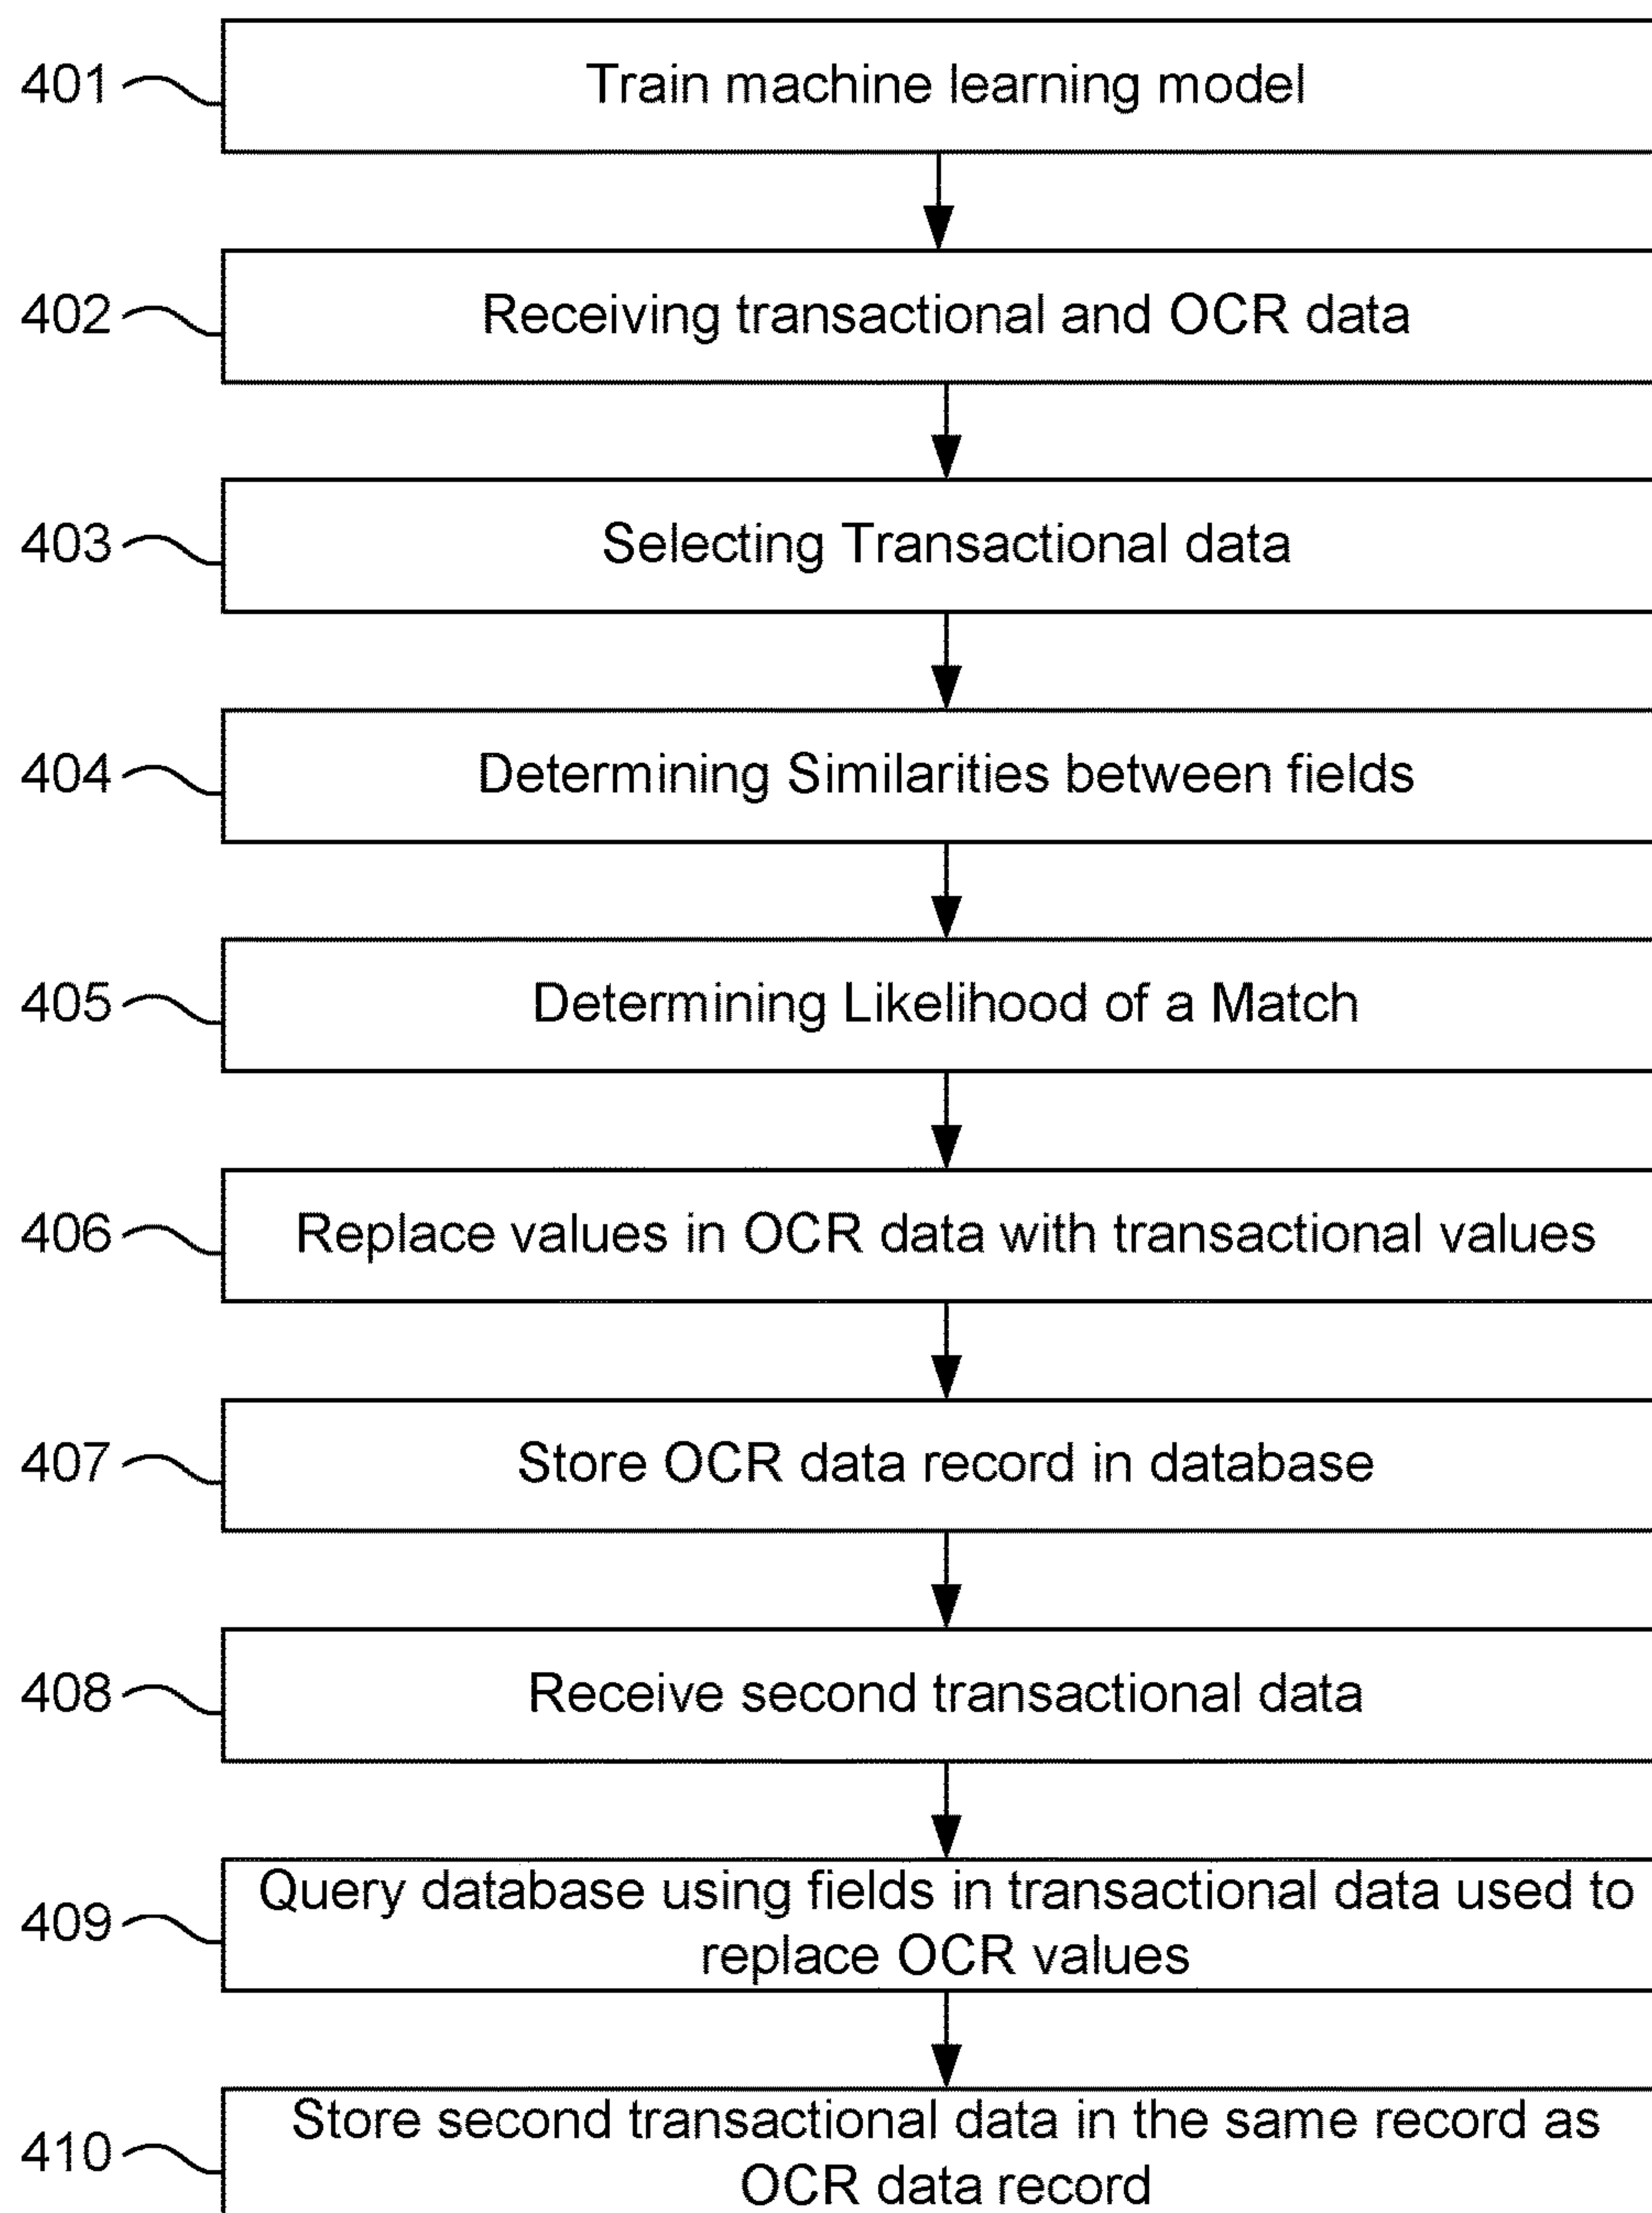 401 Train machine learning model
402 Receiving transactional and OCR data
403 Selecting Transactional data
404 Determining Similarities between fields
405 Determining Likelihood of a Match
406 Replace values in OCR data with transactional values
407 Store OCR data record in database
408 Receive second transactional data
409 Query database using fields in transactional data used to
replace OCR values
410 Store second transactional data in the same record as
OCR data record